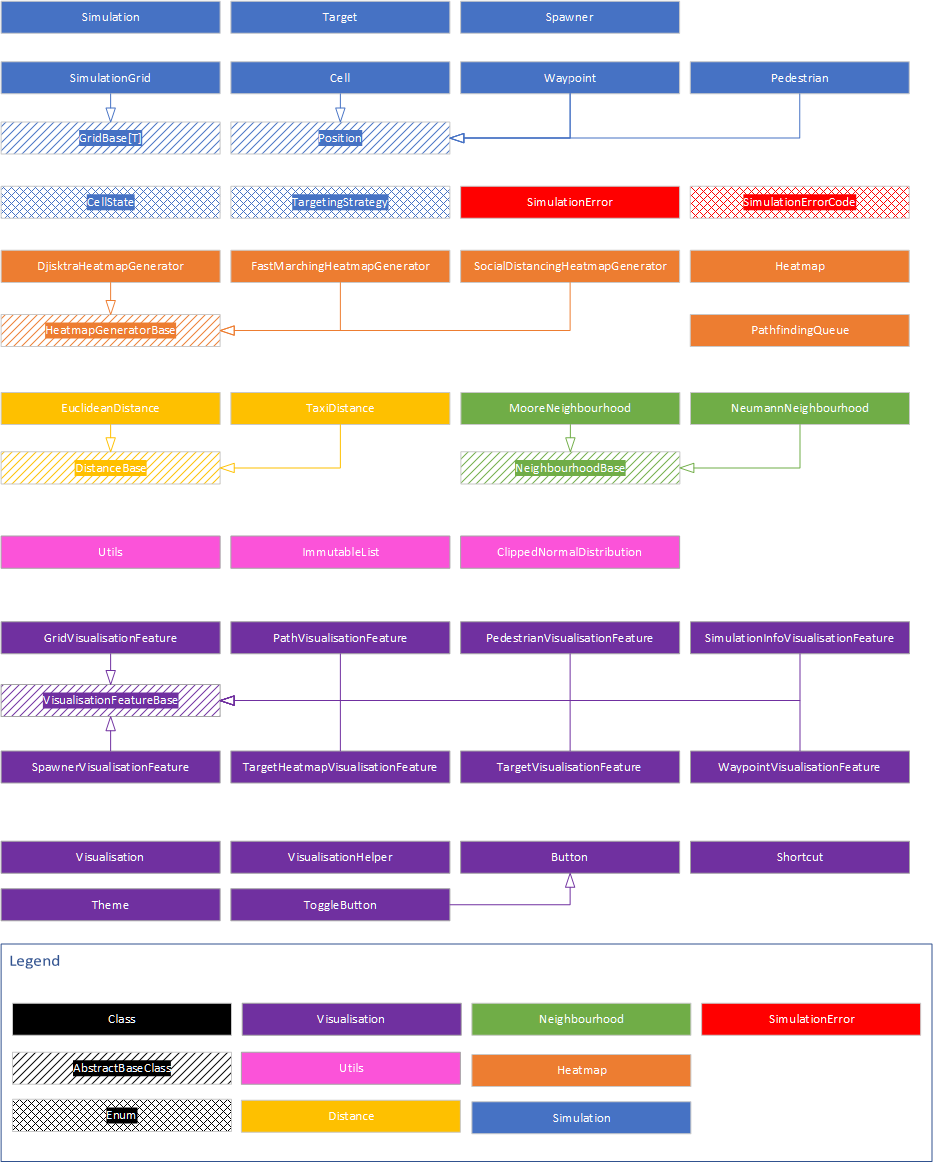 Simulation
Target
Spawner
SimulationGrid
Cell
Waypoint
Pedestrian
GridBase[T]
Position
CellState
TargetingStrategy
SimulationError
SimulationErrorCode
DjisktraHeatmapGenerator
FastMarchingHeatmapGenerator
SocialDistancingHeatmapGenerator
Heatmap
HeatmapGeneratorBase
PathfindingQueue
EuclideanDistance
TaxiDistance
MooreNeighbourhood
NeumannNeighbourhood
DistanceBase
NeighbourhoodBase
Utils
ImmutableList
ClippedNormalDistribution
GridVisualisationFeature
PathVisualisationFeature
PedestrianVisualisationFeature
SimulationInfoVisualisationFeature
VisualisationFeatureBase
SpawnerVisualisationFeature
TargetHeatmapVisualisationFeature
TargetVisualisationFeature
WaypointVisualisationFeature
Visualisation
VisualisationHelper
Button
Shortcut
Theme
ToggleButton
Legend
Class
Visualisation
Neighbourhood
SimulationError
AbstractBaseClass
Utils
Heatmap
Enum
Distance
Simulation